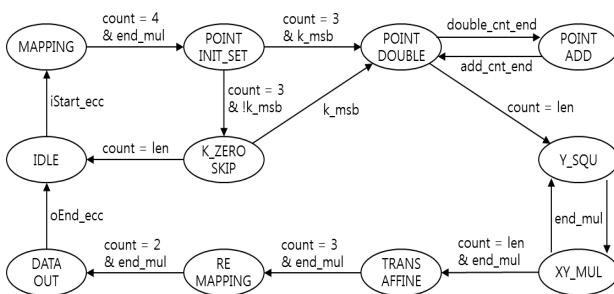 count = 4
& end_mul
count = 3
& k_msb
double_cnt_end
MAPPING
POINT
INIT_SET
POINT
DOUBLE
POINT
ADD
add_cnt_end
iStart_ecc
count = 3
& !k_msb
k_msb
count = len
IDLE
count = len
K_ZERO
SKIP
Y_SQU
oEnd_ecc
end_mul
count = 2
& end_mul
count = 3
& end_mul
count = len
& end_mul
DATA
OUT
RE
MAPPING
TRANS
AFFINE
XY_MUL